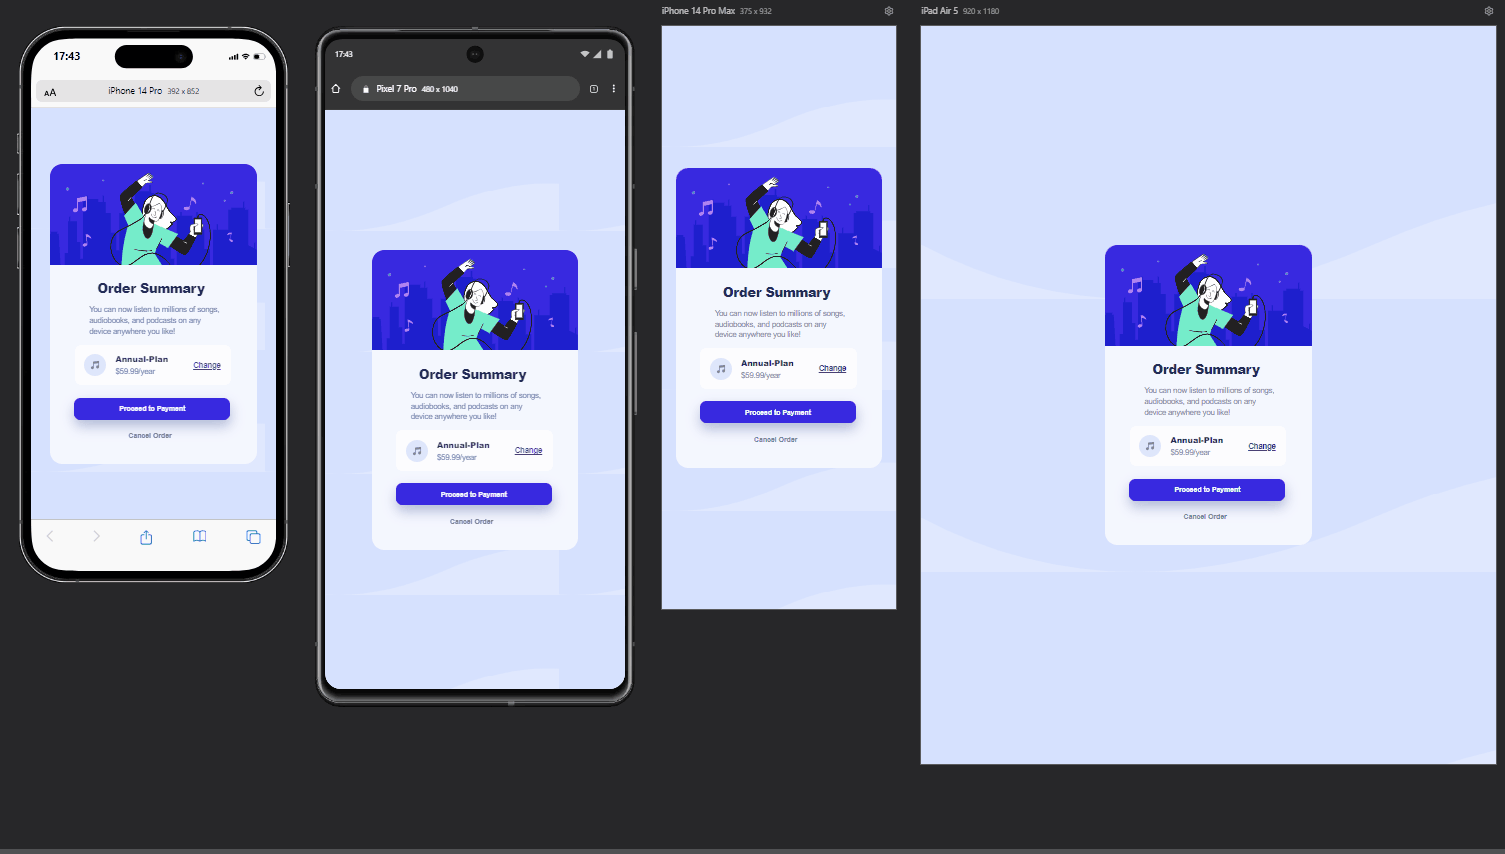 17:43
AA iPhone 14 Pro 392 x 852
Order Summary
You can now listen to millions of songs,
audiobooks, and podcasts on any
device anywhere you like!
Annual-Plan
$59.99/year
Change
Proceed to Payment
Cancel Order
17:43
Pixel 7 Pro 480 x 1040
1
Order Summary
You can now listen to millions of songs,
audiobooks, and podcasts on any
device anywhere you like!
Annual-Plan
$59.99/year
Change
Proceed to Payment
Cancel Order
iPhone 14 Pro Max 375 x 932
Order Summary
You can now listen to millions of songs,
audiobooks, and podcasts on any
device anywhere you like!
Annual-Plan
$59.99/year
Change
Proceed to Payment
Cancel Order
iPad Air 5 920 x 1180
Order Summary
You can now listen to millions of songs,
audiobooks, and podcasts on any
device anywhere you like!
Annual-Plan
$59.99/year
Change
Proceed to Payment
Cancel Order